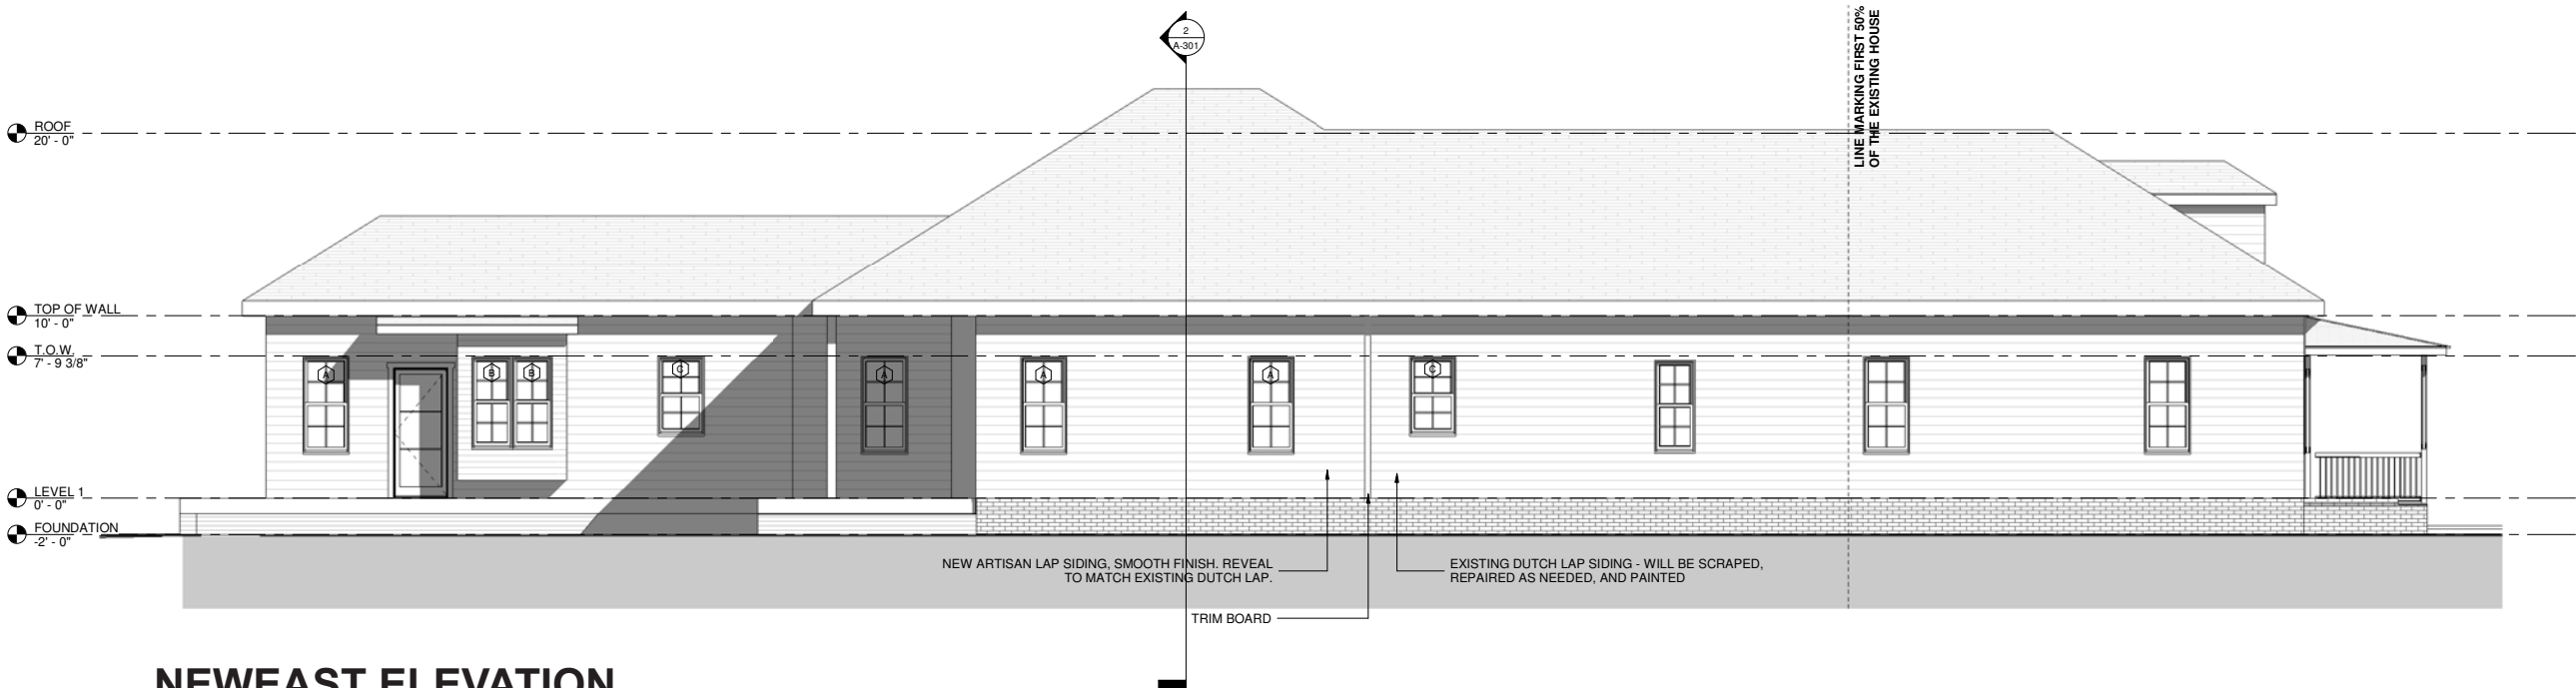 2
A-301
LINE MARKING FIRST 50%
OF THE EXISTING HOUSE
ROOF
20' - 0"
TOP OF WALL
10' - 0"
T.O.W.
7' - 9 3/8"
A
B
B
C
A
A
A
C
LEVEL 1
0' - 0"
FOUNDATION
-2' - 0"
NEW ARTISAN LAP SIDING, SMOOTH FINISH. REVEAL
TO MATCH EXISTING DUTCH LAP.
EXISTING DUTCH LAP SIDING - WILL BE SCRAPED,
REPAIRED AS NEEDED, AND PAINTED
TRIM BOARD
NEWEAST ELEVATION